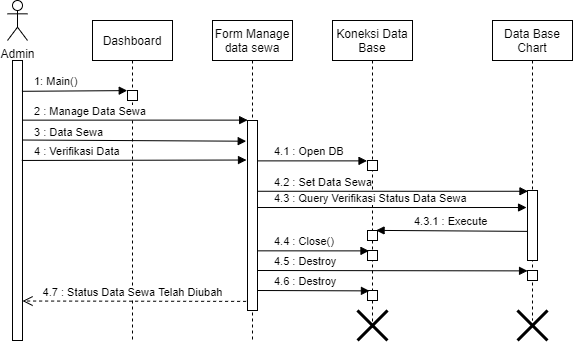 Admin
Dashboard
Form Manage
data sewa
Koneksi Data
Base
Data Base
Chart
1: Main()
2 : Manage Data Sewa
3 : Data Sewa
4 : Verifikasi Data
4.1 : Open DB
4.2 : Set Data Sewa
4.3 : Query Verifikasi Status Data Sewa
4.3.1 : Execute
4.4 : Close()
4.5 : Destroy
4.6 : Destroy
4.7 : Status Data Sewa Telah Diubah